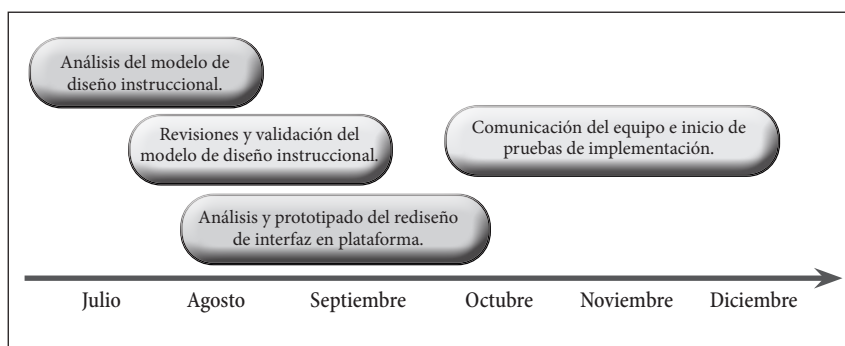 Análisis del modelo de
diseño instruccional.
Revisiones y validación del
modelo de diseño instruccional.
Comunicación del equipo e inicio de
pruebas de implementación.
Análisis y prototipado del rediseño
de interfaz en plataforma.
Julio Agosto Septiembre Octubre Noviembre Diciembre